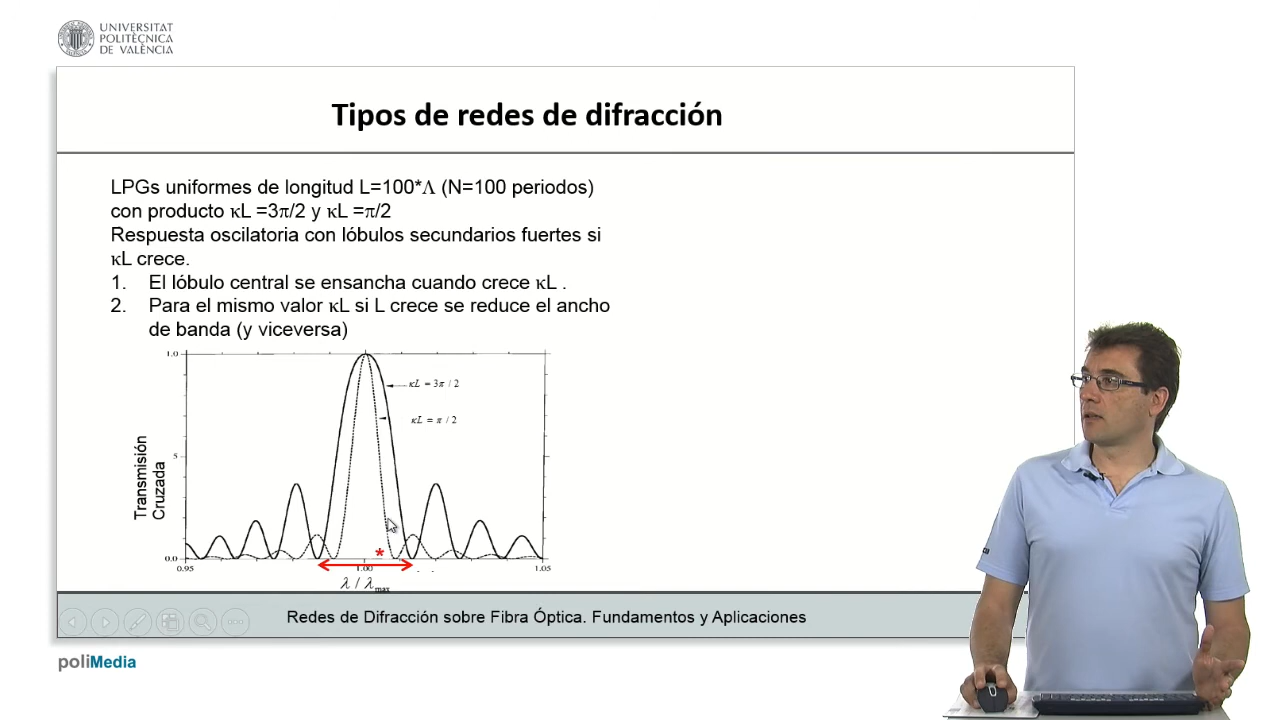 UNIVERSITAT
POLITÈCNICA
DE VALÈNCIA
Tipos de redes de difracción
LPGs uniformes de longitud L=100*Λ (N=100 periodos)
con producto κL =3π/2 y κL =π/2
Respuesta oscilatoria con lóbulos secundarios fuertes si
κL crece.
1. El lóbulo central se ensancha cuando crece κL .
2. Para el mismo valor κL si L crece se reduce el ancho
de banda (y viceversa)
1.0
κL = 3π / 2
κL = π / 2
Transmisión
Cruzada
5
0.0
*
0.95
1.00
1.05
λ / λmax
Redes de Difracción sobre Fibra Óptica. Fundamentos y Aplicaciones
poliMedia